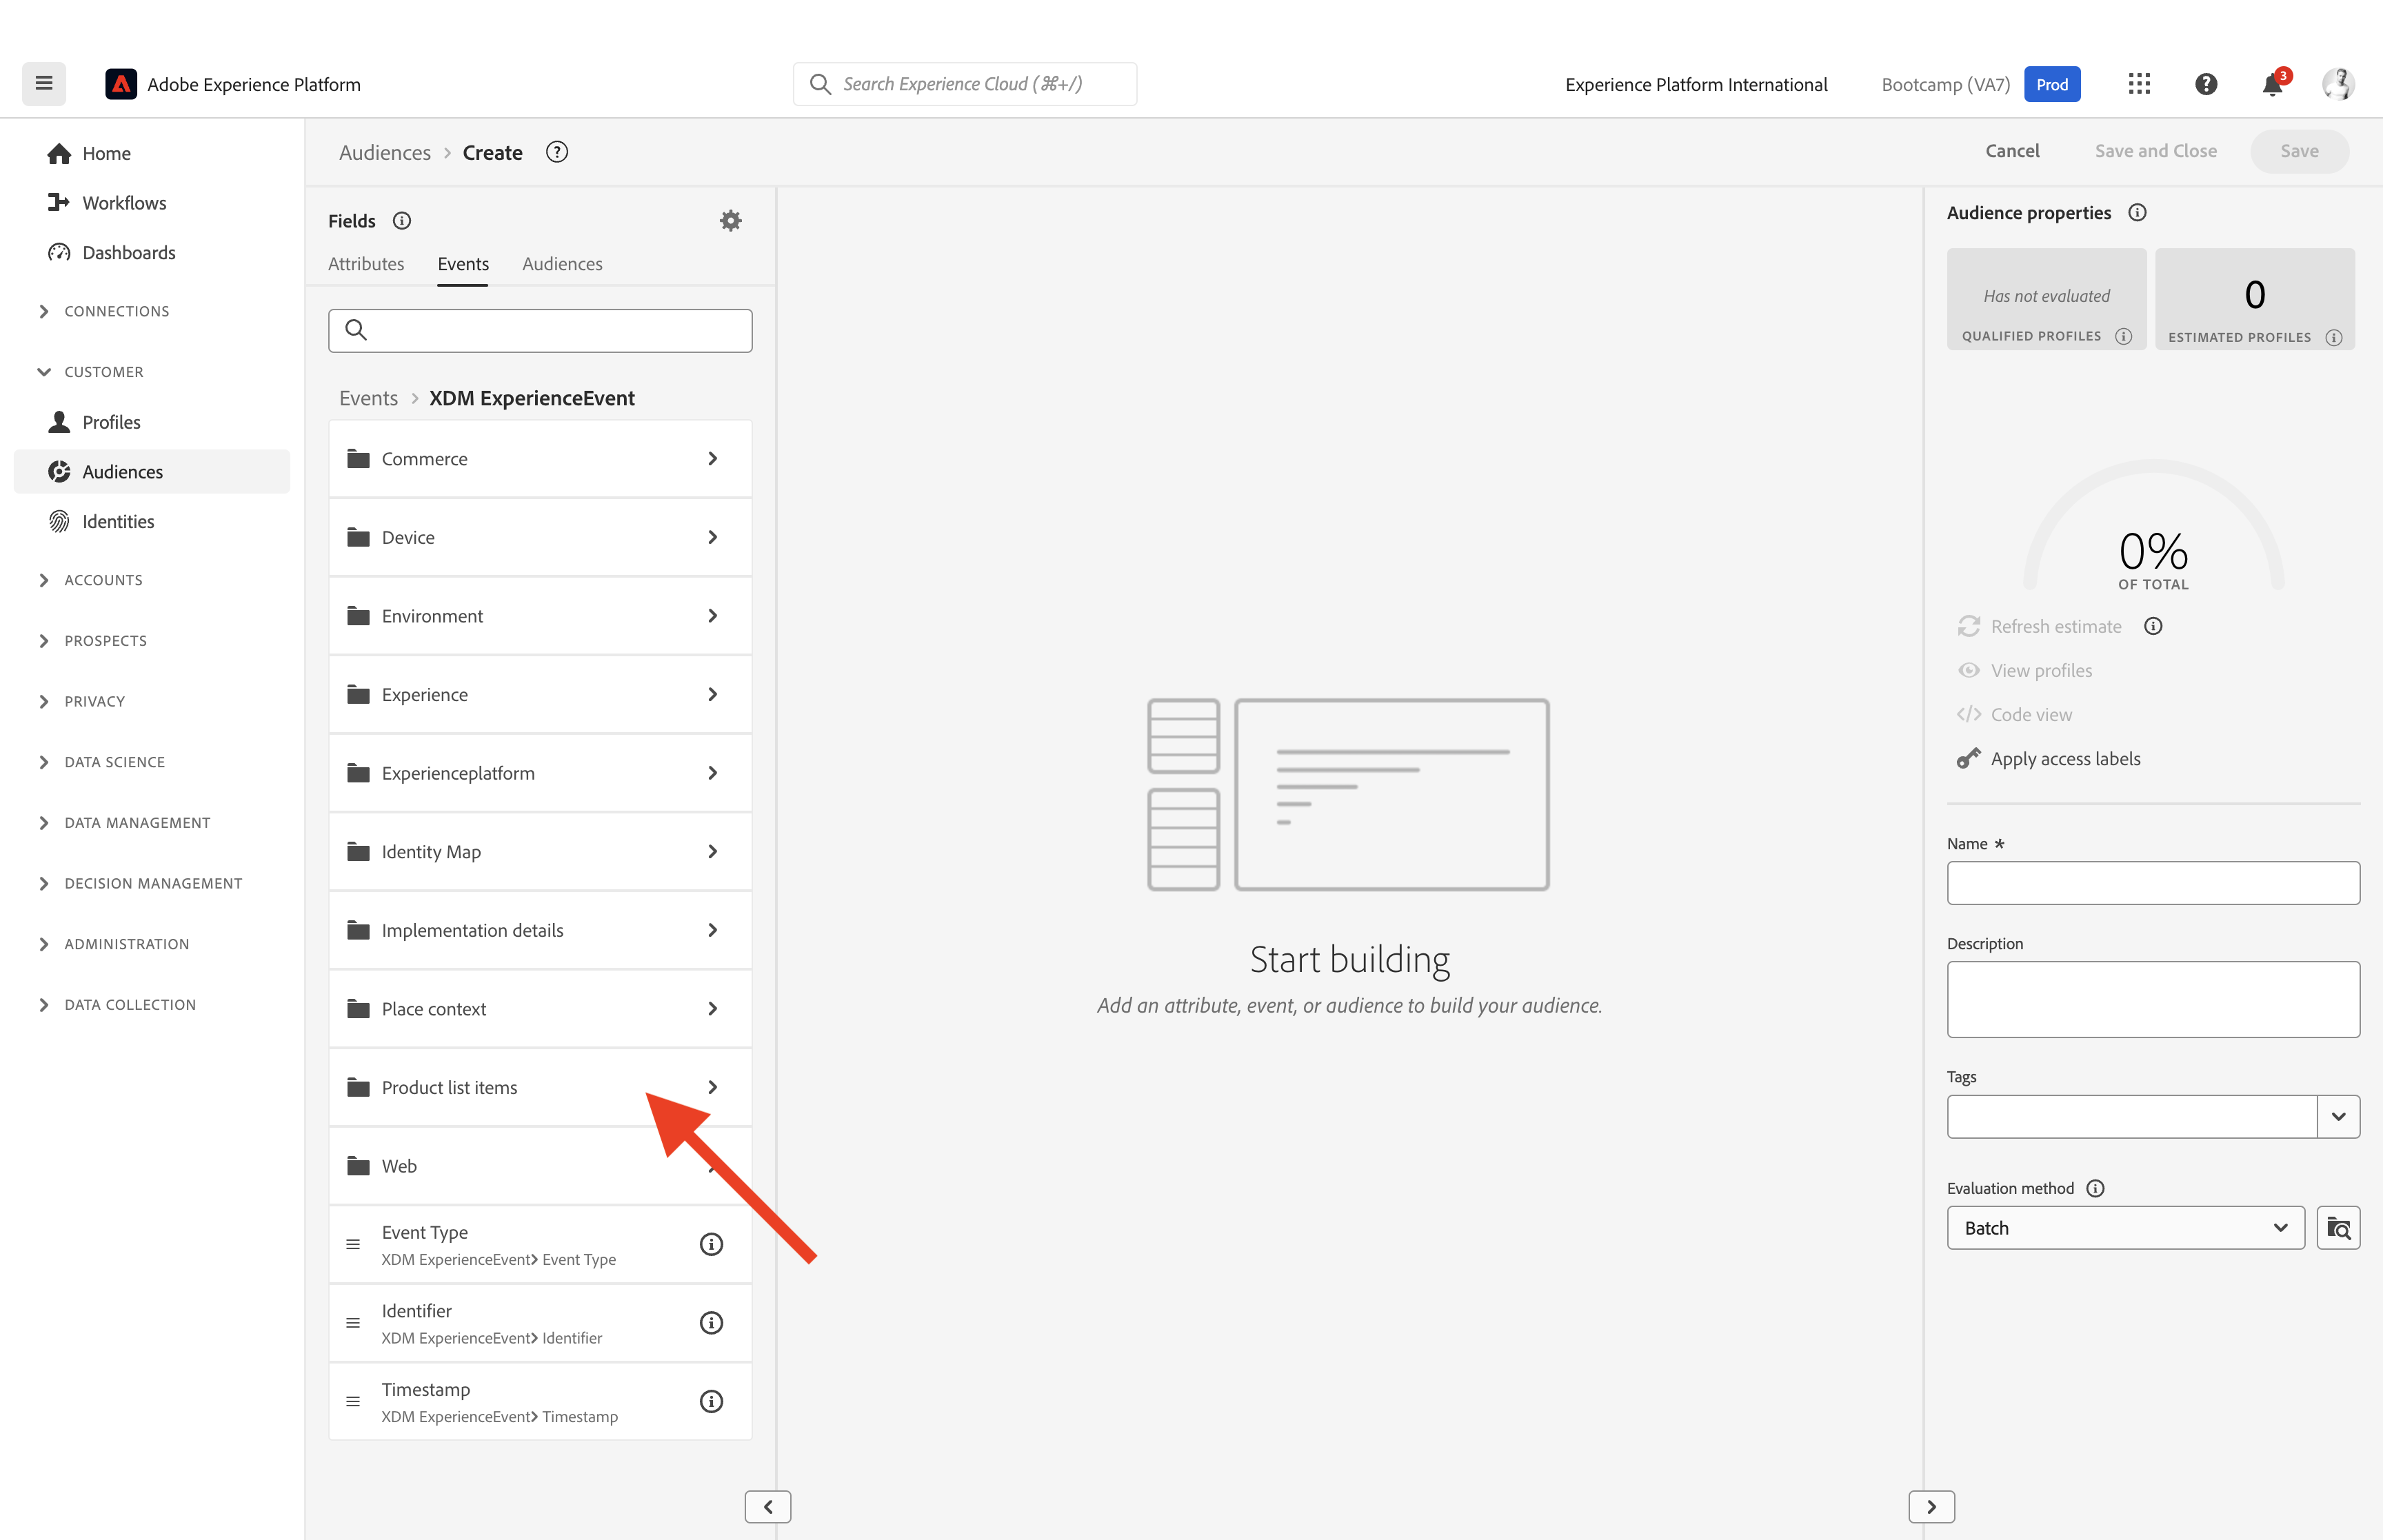 Adobe Experience Platform
Search Experience Cloud (⌘+/)
Experience Platform International
Bootcamp (VA7)
Prod
3
Home
Workflows
Dashboards
CONNECTIONS
CUSTOMER
Profiles
Audiences
Identities
ACCOUNTS
PROSPECTS
PRIVACY
DATA SCIENCE
DATA MANAGEMENT
DECISION MANAGEMENT
ADMINISTRATION
DATA COLLECTION
Audiences > Create
Cancel
Save and Close
Save
Fields
Attributes
Events
Audiences
Events > XDM ExperienceEvent
Commerce
Device
Environment
Experience
Experienceplatform
Identity Map
Implementation details
Place context
Product list items
Web
Event Type
XDM ExperienceEvent> Event Type
Identifier
XDM ExperienceEvent> Identifier
Timestamp
XDM ExperienceEvent> Timestamp
Start building
Add an attribute, event, or audience to build your audience.
Audience properties
Has not evaluated
QUALIFIED PROFILES
0
ESTIMATED PROFILES
0%
OF TOTAL
Refresh estimate
View profiles
Code view
Apply access labels
Name *
Description
Tags
Evaluation method
Batch